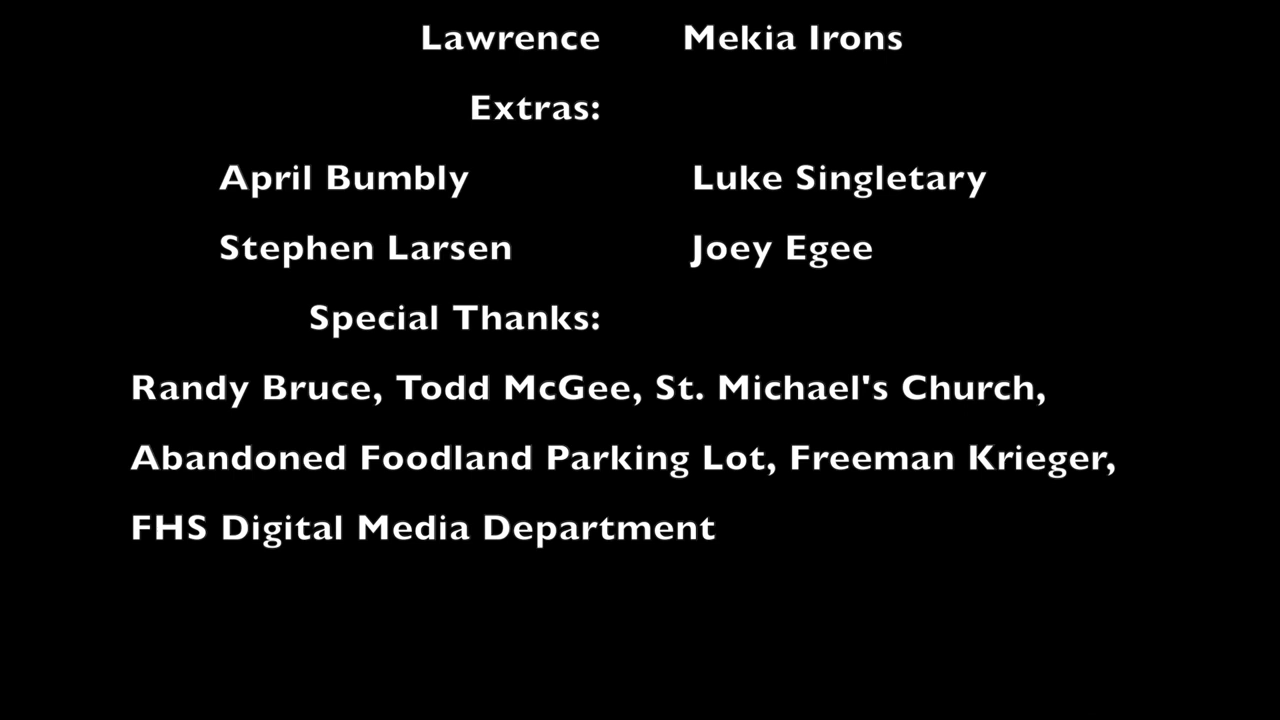 Lawrence Mekia Irons
Extras:
April Bumbly Luke Singletary
Stephen Larsen Joey Egee
Special Thanks:
Randy Bruce, Todd McGee, St. Michael's Church,
Abandoned Foodland Parking Lot, Freeman Krieger,
FHS Digital Media Department